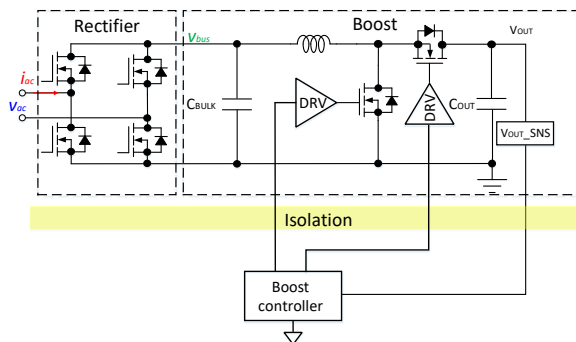 Rectifier
Boost
iac
vac
vbus
CBULK
DRV
DRV
COUT
VOUT
VOUT_SNS
Isolation
Boost
controller